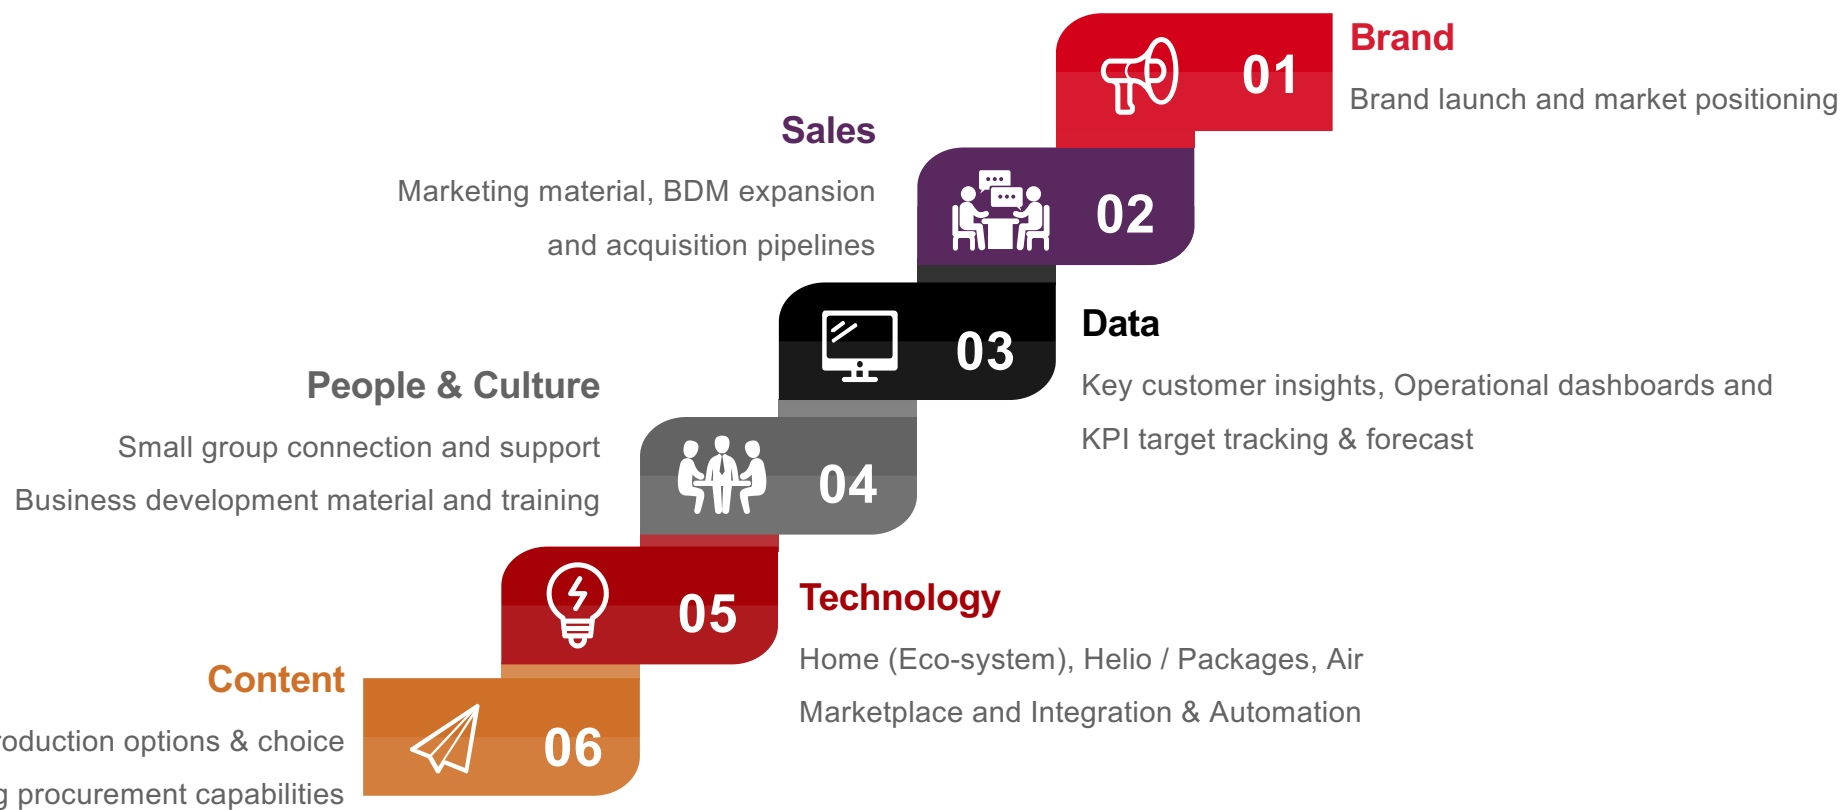 01
Brand
Brand launch and market positioning
Sales
Marketing material, BDM expansion
and acquisition pipelines
02
03
Data
Key customer insights, Operational dashboards and
KPI target tracking & forecast
People & Culture
Small group connection and support
Business development material and training
04
05
Technology
Home (Eco-system), Helio / Packages, Air
Marketplace and Integration & Automation
Content
options & choice
procurement capabilities
06